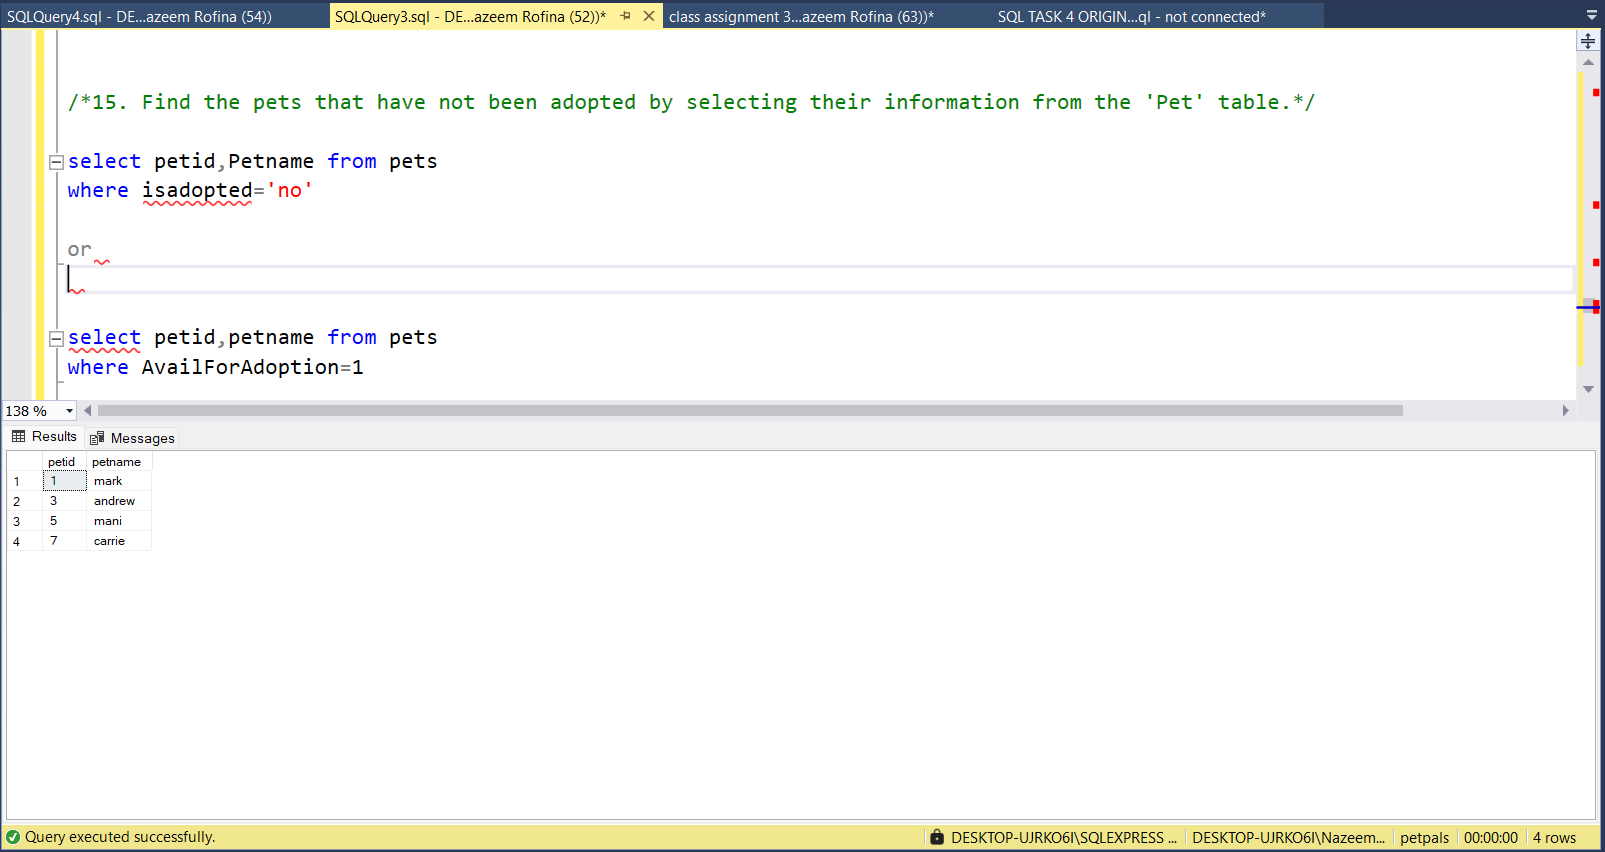 SQLQuery4.sql - DE...azeem Rofina (54))
SQLQuery3.sql - DE...azeem Rofina (52))*
class assignment 3...azeem Rofina (63))*
SQL TASK 4 ORIGIN...ql - not connected*
/*15. Find the pets that have not been adopted by selecting their information from the 'Pet' table.*/
select petid,Petname from pets
where isadopted='no'
or
select petid,petname from pets
where AvailForAdoption=1
138 %
Results
Messages
petid petname
1 1 mark
2 3 andrew
3 5 mani
4 7 carrie
Query executed successfully.
DESKTOP-UJRKO6I\SQLEXPRESS ...
DESKTOP-UJRKO6I\Nazeem...
petpals
00:00:00
4 rows